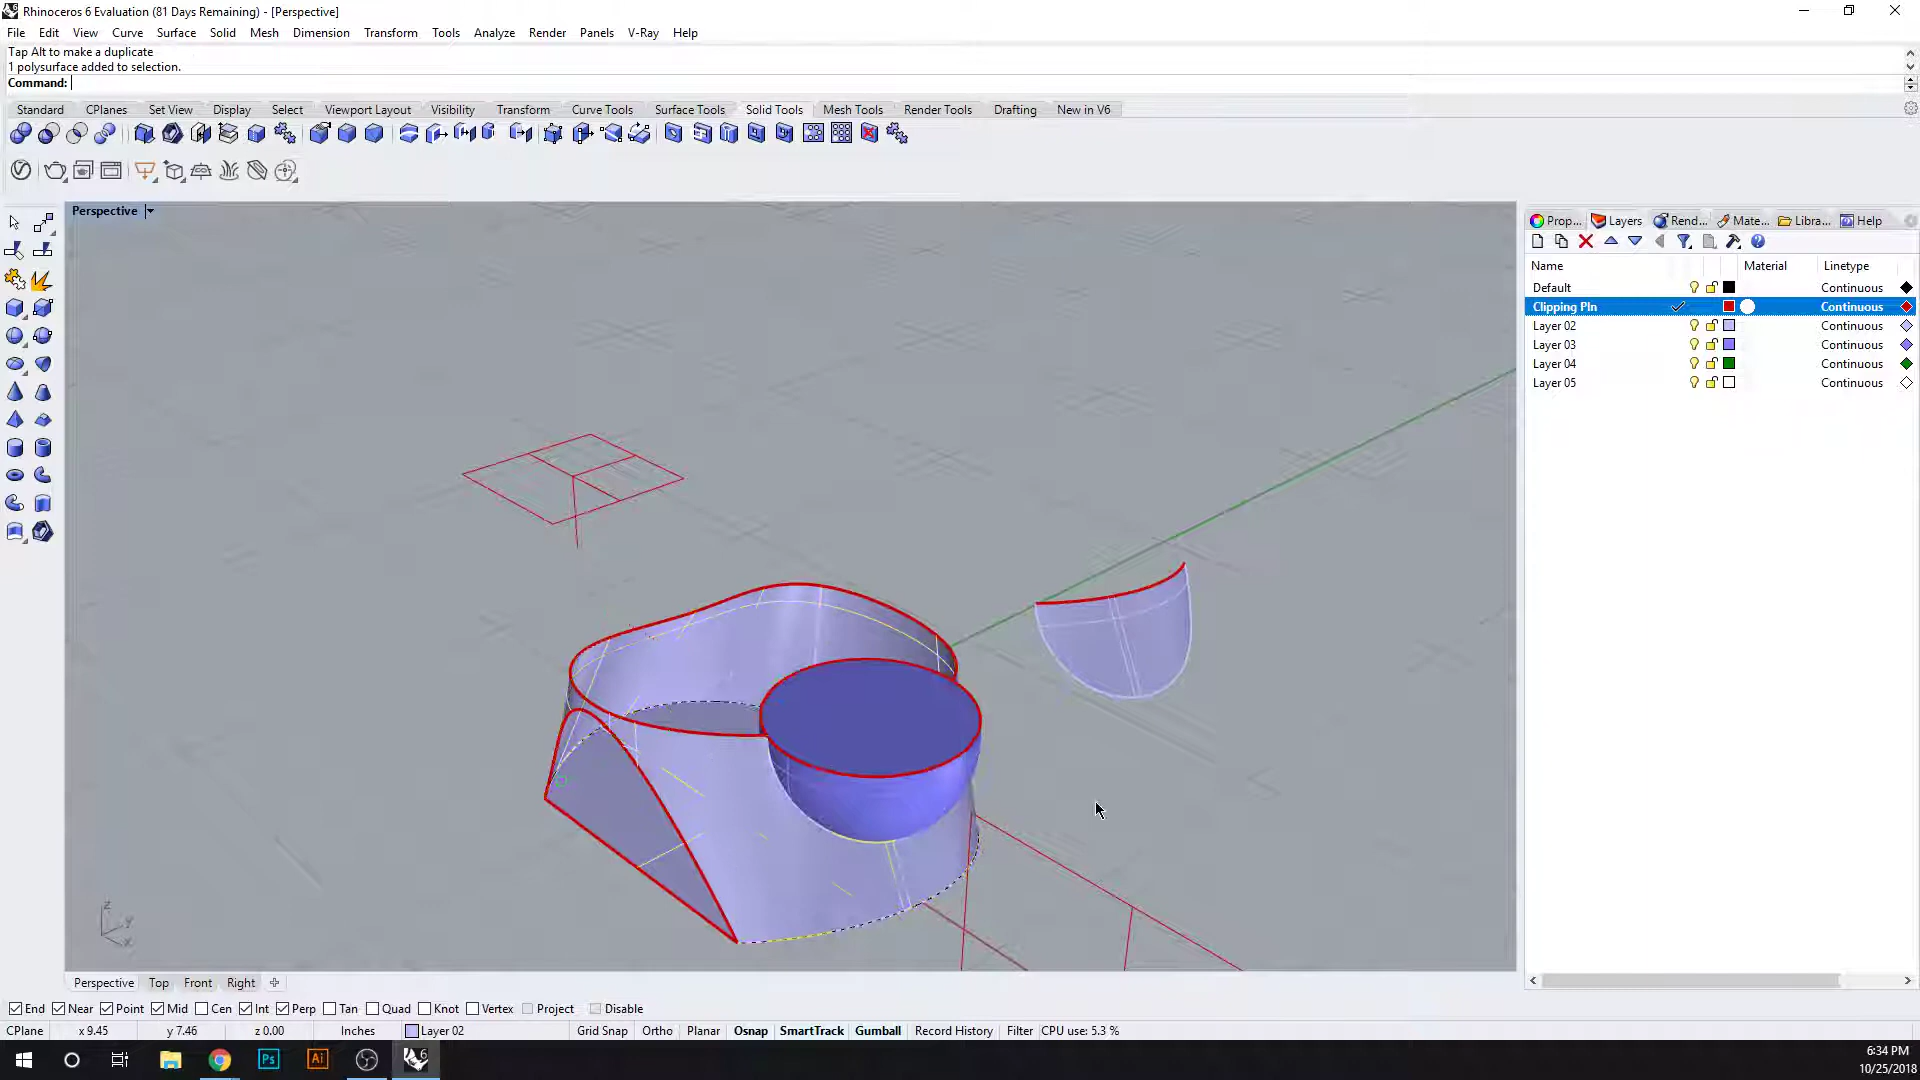 Rhinoceros 6 Evaluation (81 Days Remaining) - [Perspective]
File Edit View Curve Surface Solid Mesh Dimension Transform Tools Analyze Render Panels V-Ray Help
Tap Alt to make a duplicate
1 polysurface added to selection.
Command:
Standard CPlanes Set View Display Select Viewport Layout Visibility Transform Curve Tools Surface Tools Solid Tools Mesh Tools Render Tools Drafting New in V6
Perspective
Prop... Layers Rend... Mate... Libra... Help
Name Material Linetype
Default Continuous
Clipping Pln Continuous
Layer 02 Continuous
Layer 03 Continuous
Layer 04 Continuous
Layer 05 Continuous
z
y
x
Perspective Top Front Right
End Near Point Mid Cen Int Perp Tan Quad Knot Vertex Project Disable
CPlane x 9.45 y 7.46 z 0.00 Inches Layer 02 Grid Snap Ortho Planar Osnap SmartTrack Gumball Record History Filter CPU use: 5.3 %
Ps Ai 6
6:34 PM
10/25/2018